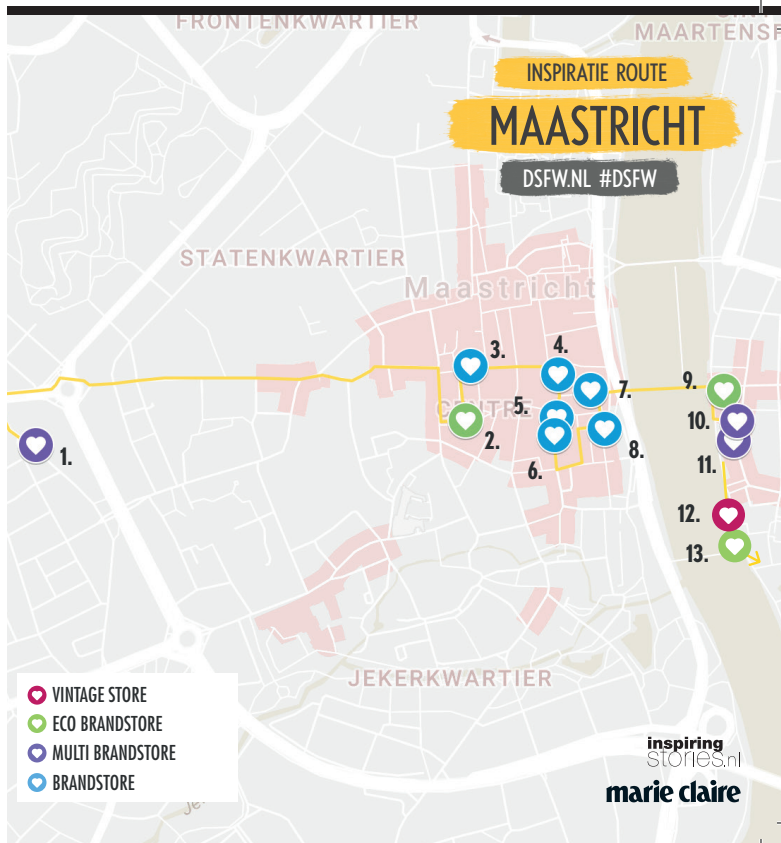 FRONTENKWARTIER
MAARTENSP
INSPIRATIE ROUTE
MAASTRICHT
DSFW.NL #DSFW
STATENKWARTIER
Maastricht
3.
4.
7.
9.
CENTRE
5.
2.
10.
1.
8.
6.
11.
12.
13.
JEKERKWARTIER
VINTAGE STORE
ECO BRANDSTORE
MULTI BRANDSTORE
BRANDSTORE
Je
inspiring
stories.nl
marie claire